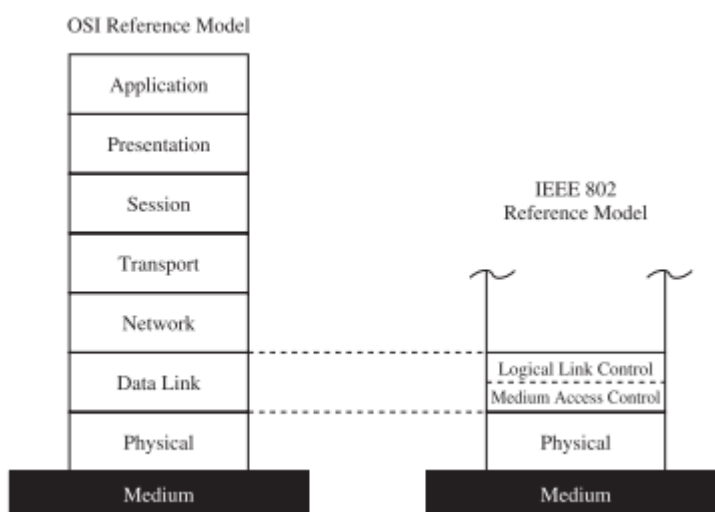 OSI Reference Model
Application
Presentation
Session
Transport
Network
Data Link
Physical
Medium
IEEE 802
Reference Model
Logical Link Control
Medium Access Control
Physical
Medium